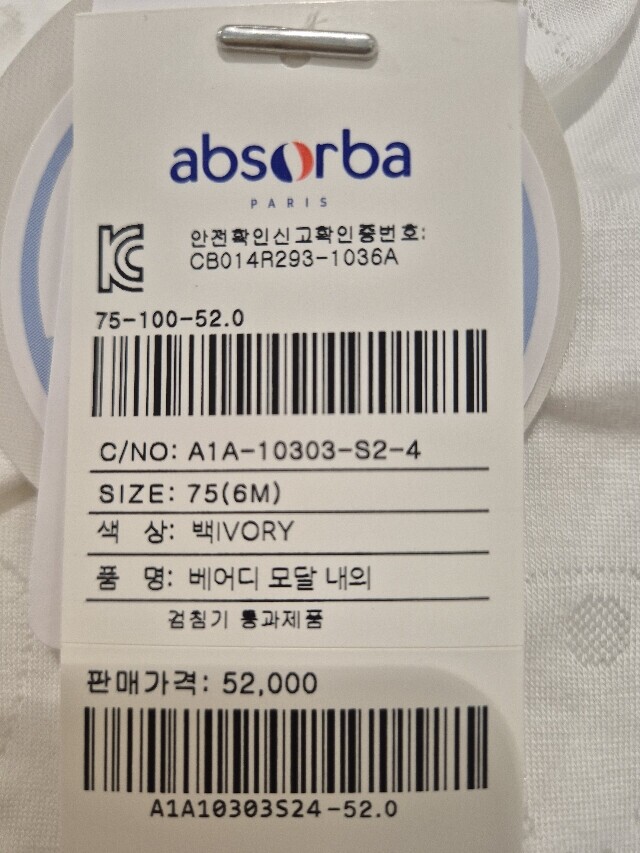 absorba
PARIS
안전확인신고확인증번호:
CB014R293-1036A
75-100-52.0
C/NO: A1A-10303-S2-4
SIZE: 75(6M)
색 상: 백IVORY
품 명: 베어디 모달 내의
검침기 통과제품
판매가격: 52,000
A1A10303S24-52.0